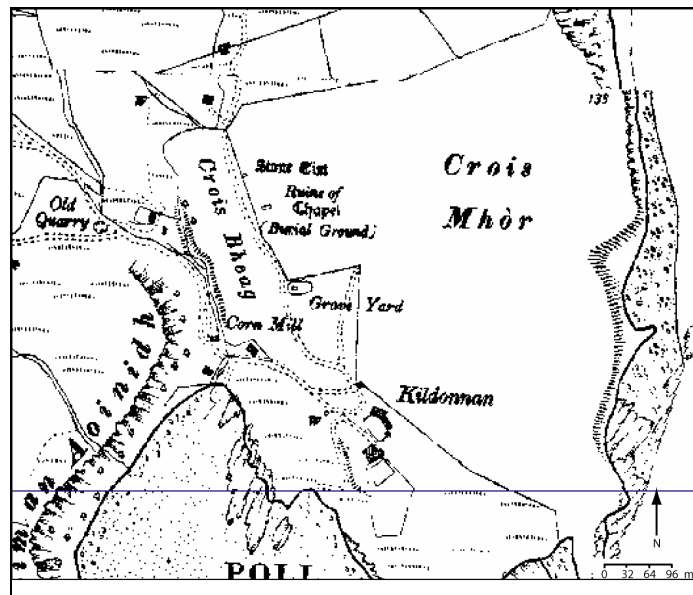 135
Crois
Mhòr
Crois Bheag
Stone Cist
Ruins of
Chapel
(Burial Ground)
Old
Quarry
Grave Yard
Corn Mill
Kildonnan
Aoinidh
POLL
N
0 32 64 96 m